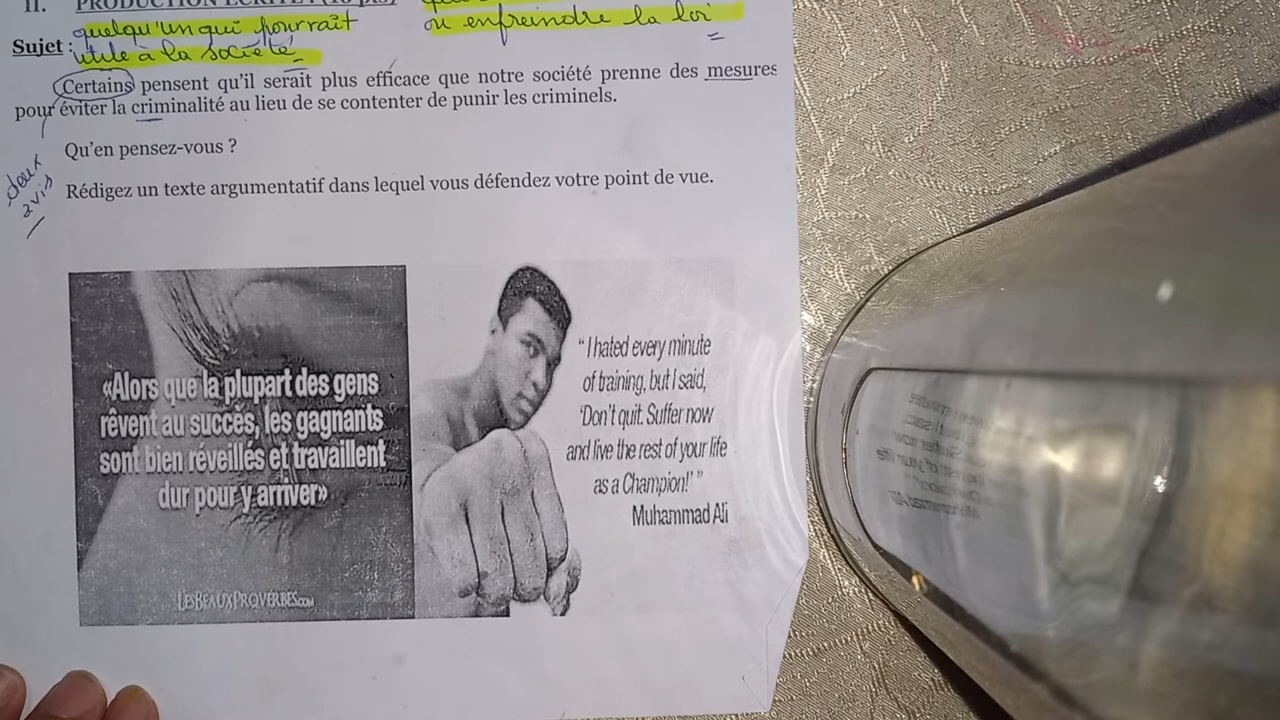 II. PRODUCTION ÉCRITE : (10 pts)
quelqu'un qui pourrait
ou enfreindre la loi
Sujet :
utile à la société
Certains pensent qu'il serait plus efficace que notre société prenne des mesures
pour éviter la criminalité au lieu de se contenter de punir les criminels.
Qu'en pensez-vous ?
deux
avis
Rédigez un texte argumentatif dans lequel vous défendez votre point de vue.
«Alors que la plupart des gens
rêvent au succès, les gagnants
sont bien réveillés et travaillent
dur pour y arriver»
LESBEAUXPROVERBES.COM
“ I hated every minute
of training, but I said,
‘Don't quit. Suffer now
and live the rest of your life
as a Champion!’ ”
Muhammad Ali